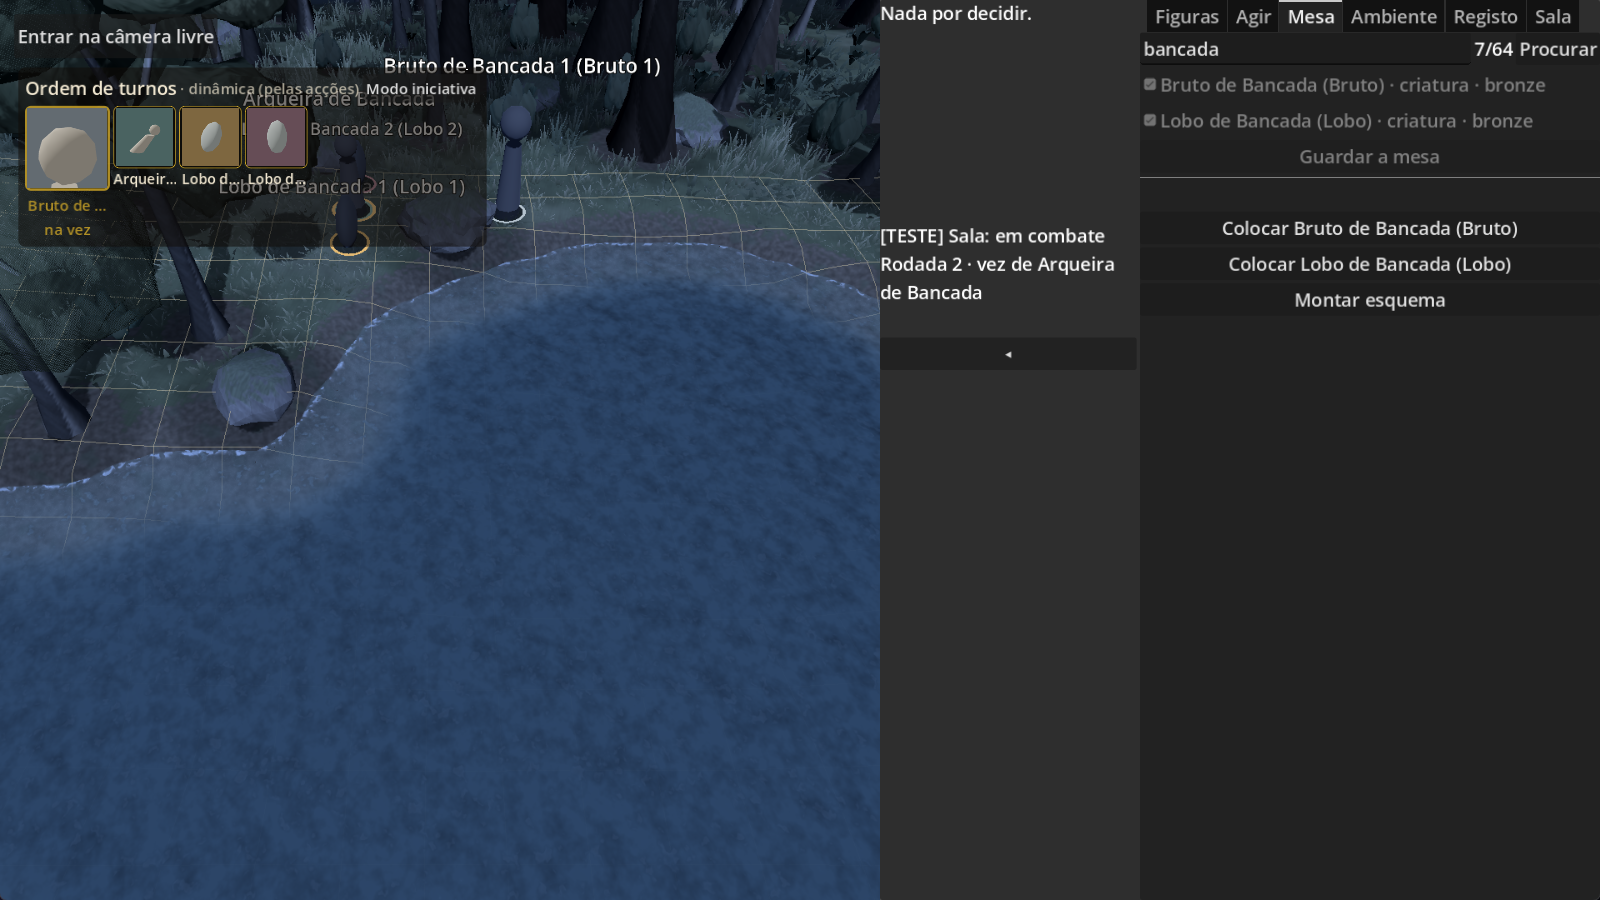 Entrar na câmera livre
Bruto de Bancada 1 (Bruto 1)
Ordem de turnos · dinâmica (pelas acções) Modo iniciativa
Arqueira de Bancada
Bancada 2 (Lobo 2)
Arqueir... Lobo d... Lobo d...
Lobo de Bancada 1 (Lobo 1)
Bruto de ...
na vez
Nada por decidir.
[TESTE] Sala: em combate
Rodada 2 · vez de Arqueira
de Bancada
Figuras Agir Mesa Ambiente Registo Sala
bancada 7/64 Procurar
Bruto de Bancada (Bruto) · criatura · bronze
Lobo de Bancada (Lobo) · criatura · bronze
Guardar a mesa
Colocar Bruto de Bancada (Bruto)
Colocar Lobo de Bancada (Lobo)
Montar esquema